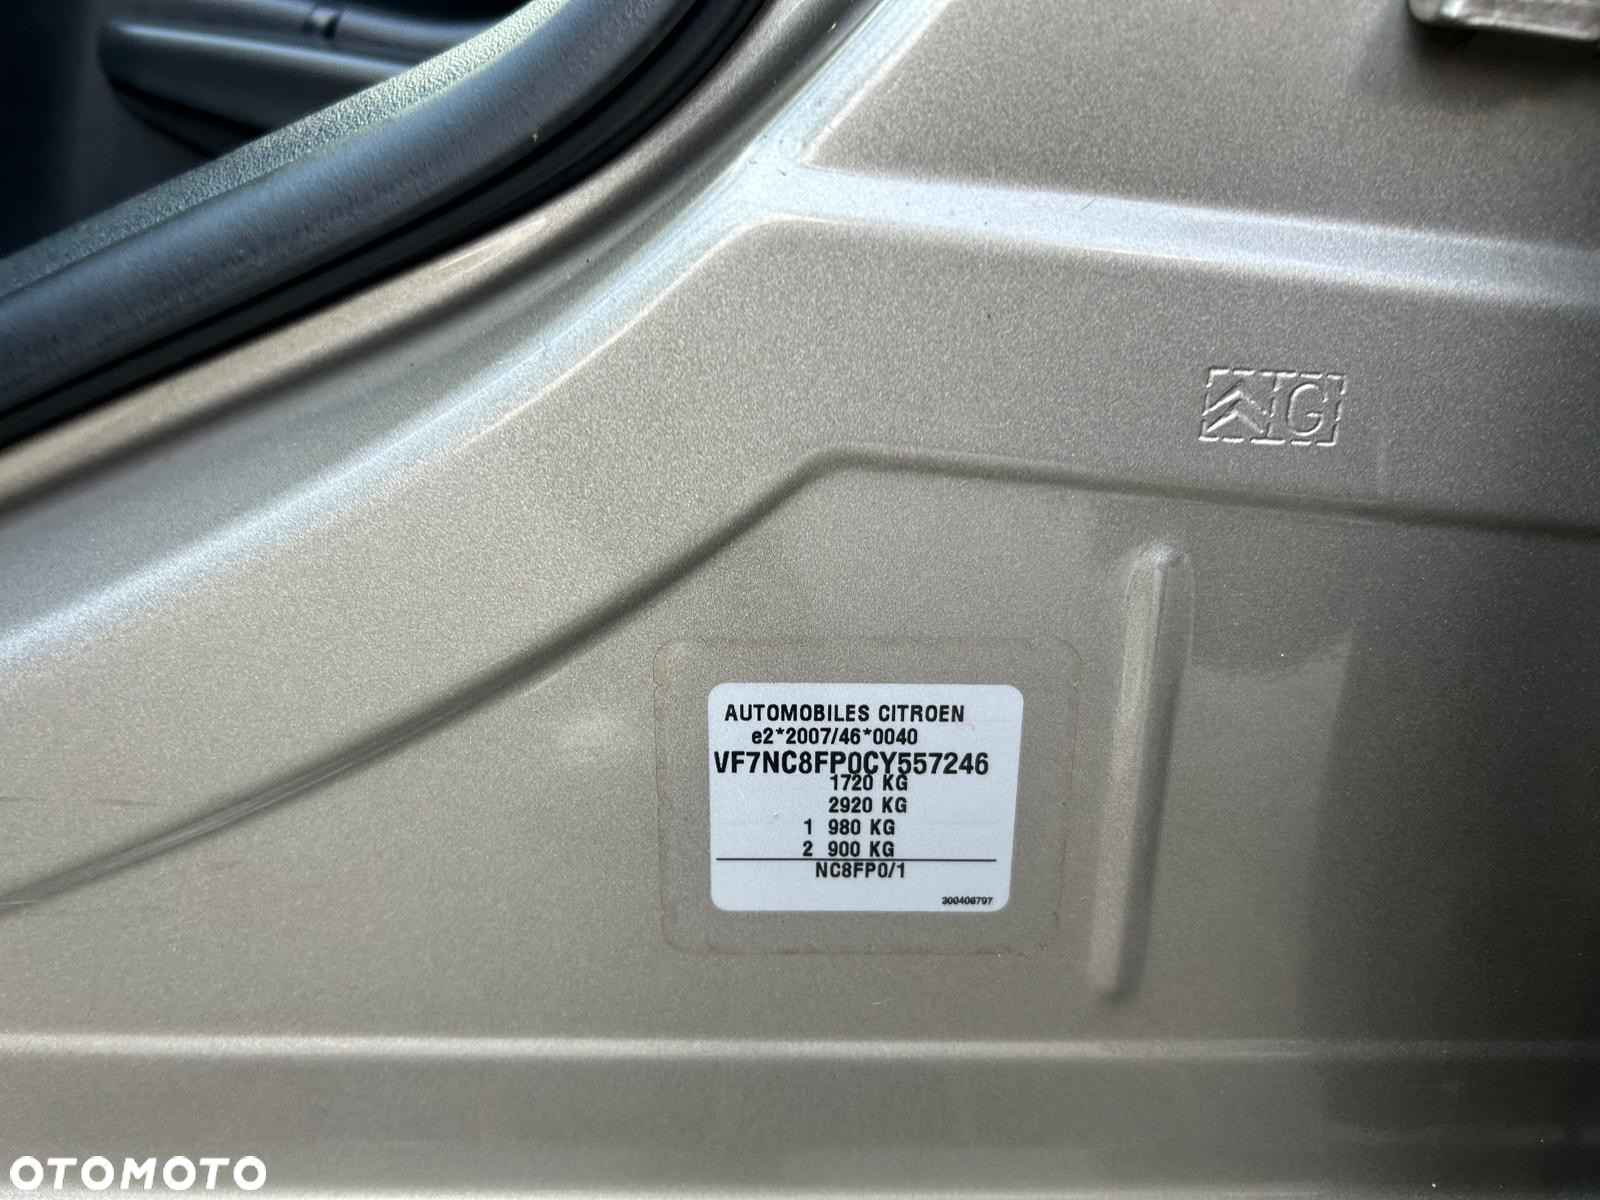 G
AUTOMOBILES CITROEN
e2*2007/46*0040
VF7NC8FP0CY557246
1720 KG
2920 KG
1 980 KG
2 900 KG
NC8FP0/1
300406797
OTOMOTO